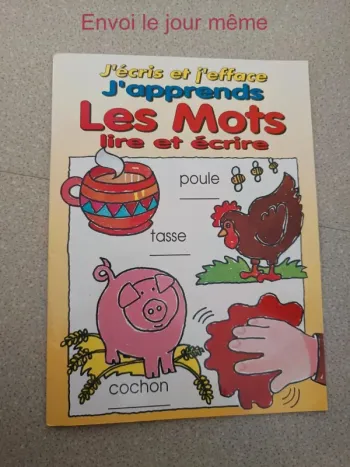 Envoi le jour même
J'écris et j'efface
J'apprends
Les Mots
lire et écrire
poule
tasse
cochon